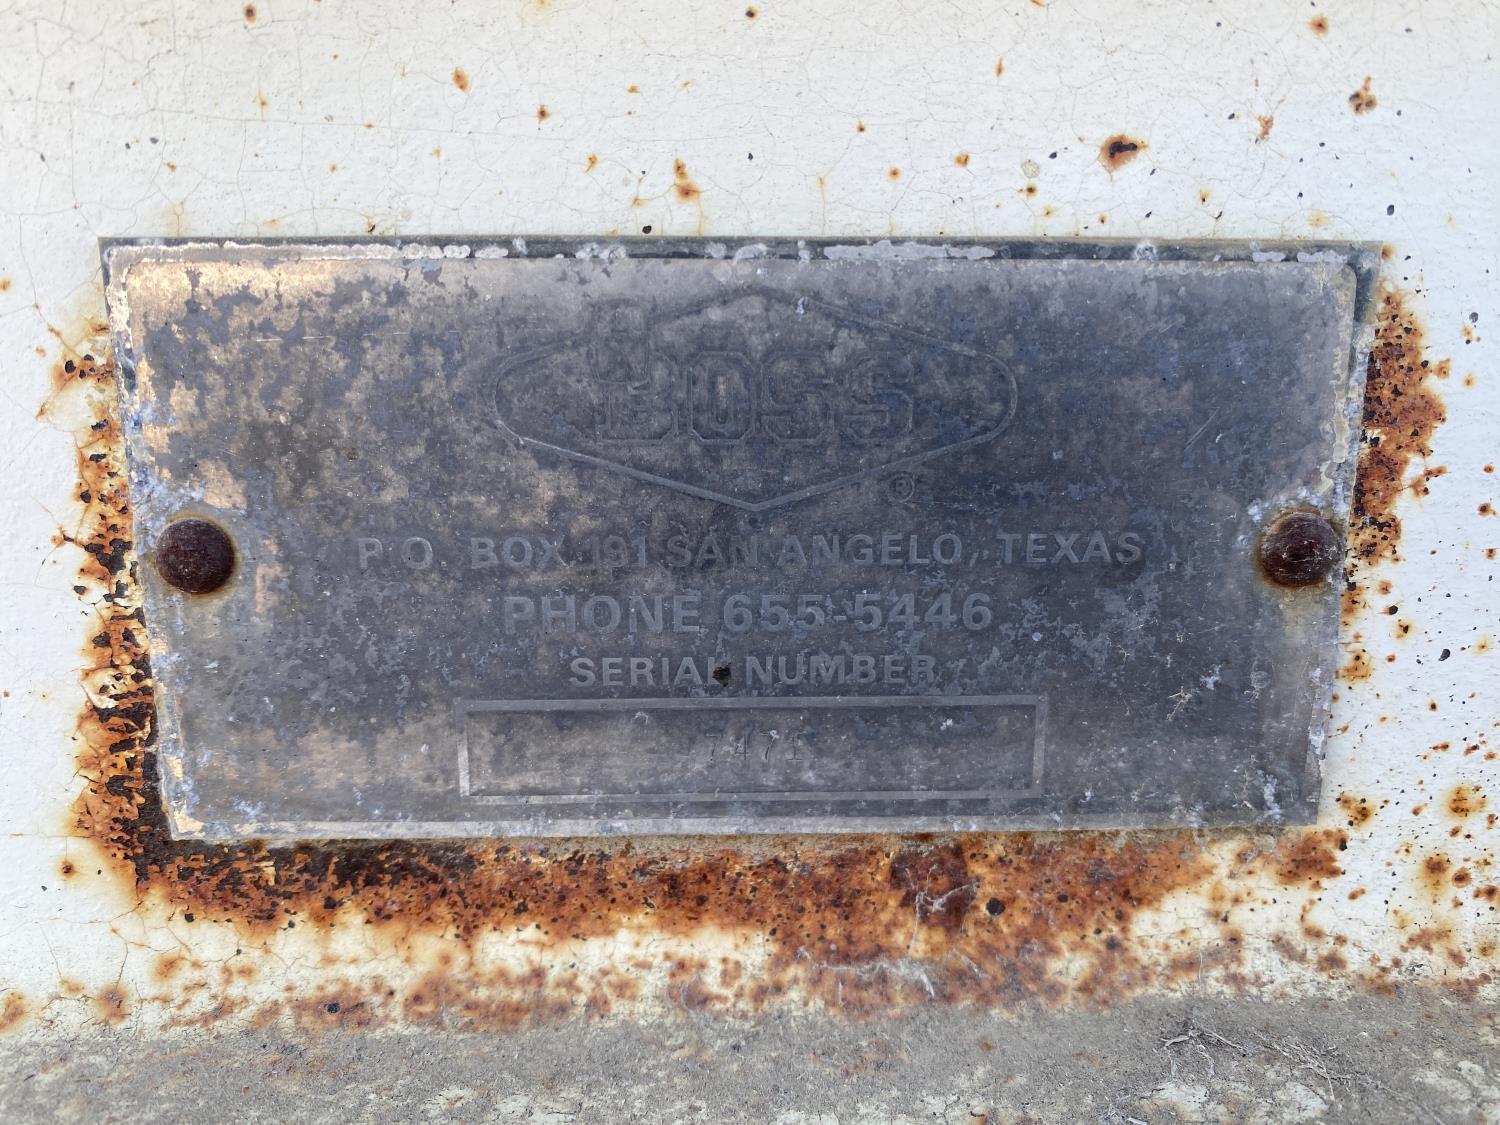 BOSS
®
P.O. BOX 191 SAN ANGELO, TEXAS
PHONE 655-5446
SERIAL NUMBER
7471